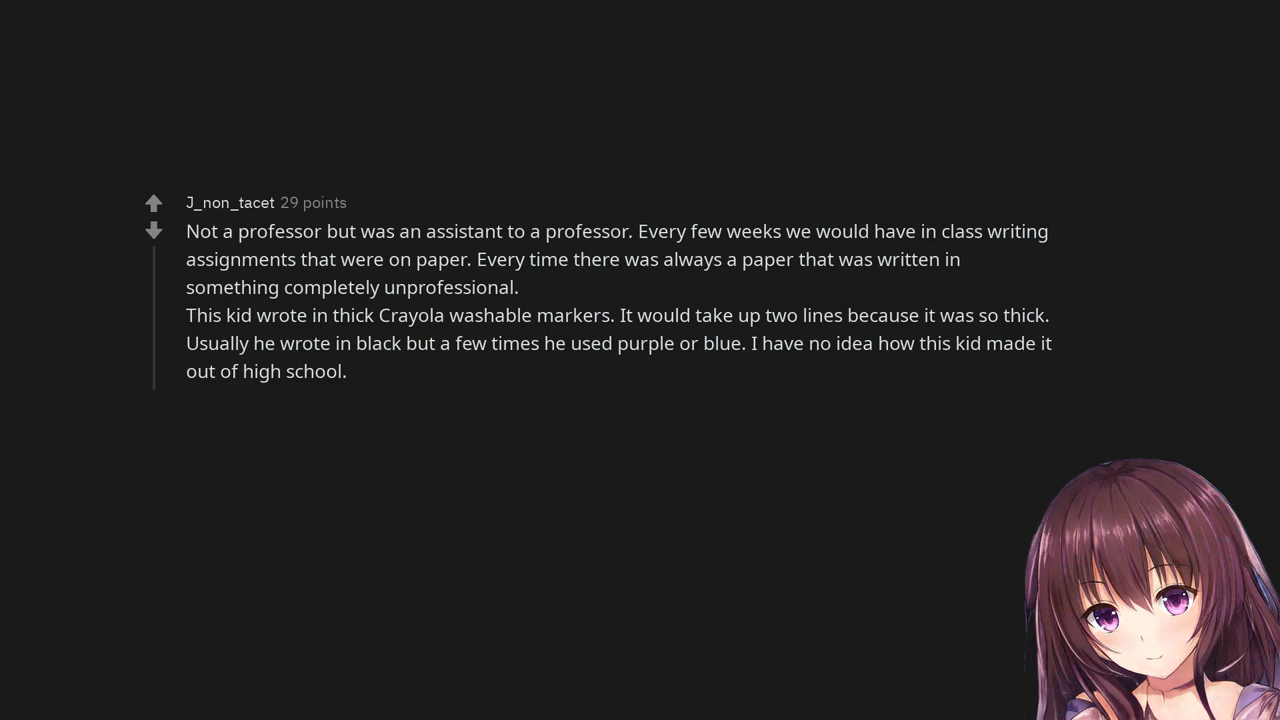 J_non_tacet 29 points
Not a professor but was an assistant to a professor. Every few weeks we would have in class writing
assignments that were on paper. Every time there was always a paper that was written in
something completely unprofessional.
This kid wrote in thick Crayola washable markers. It would take up two lines because it was so thick.
Usually he wrote in black but a few times he used purple or blue. I have no idea how this kid made it
out of high school.